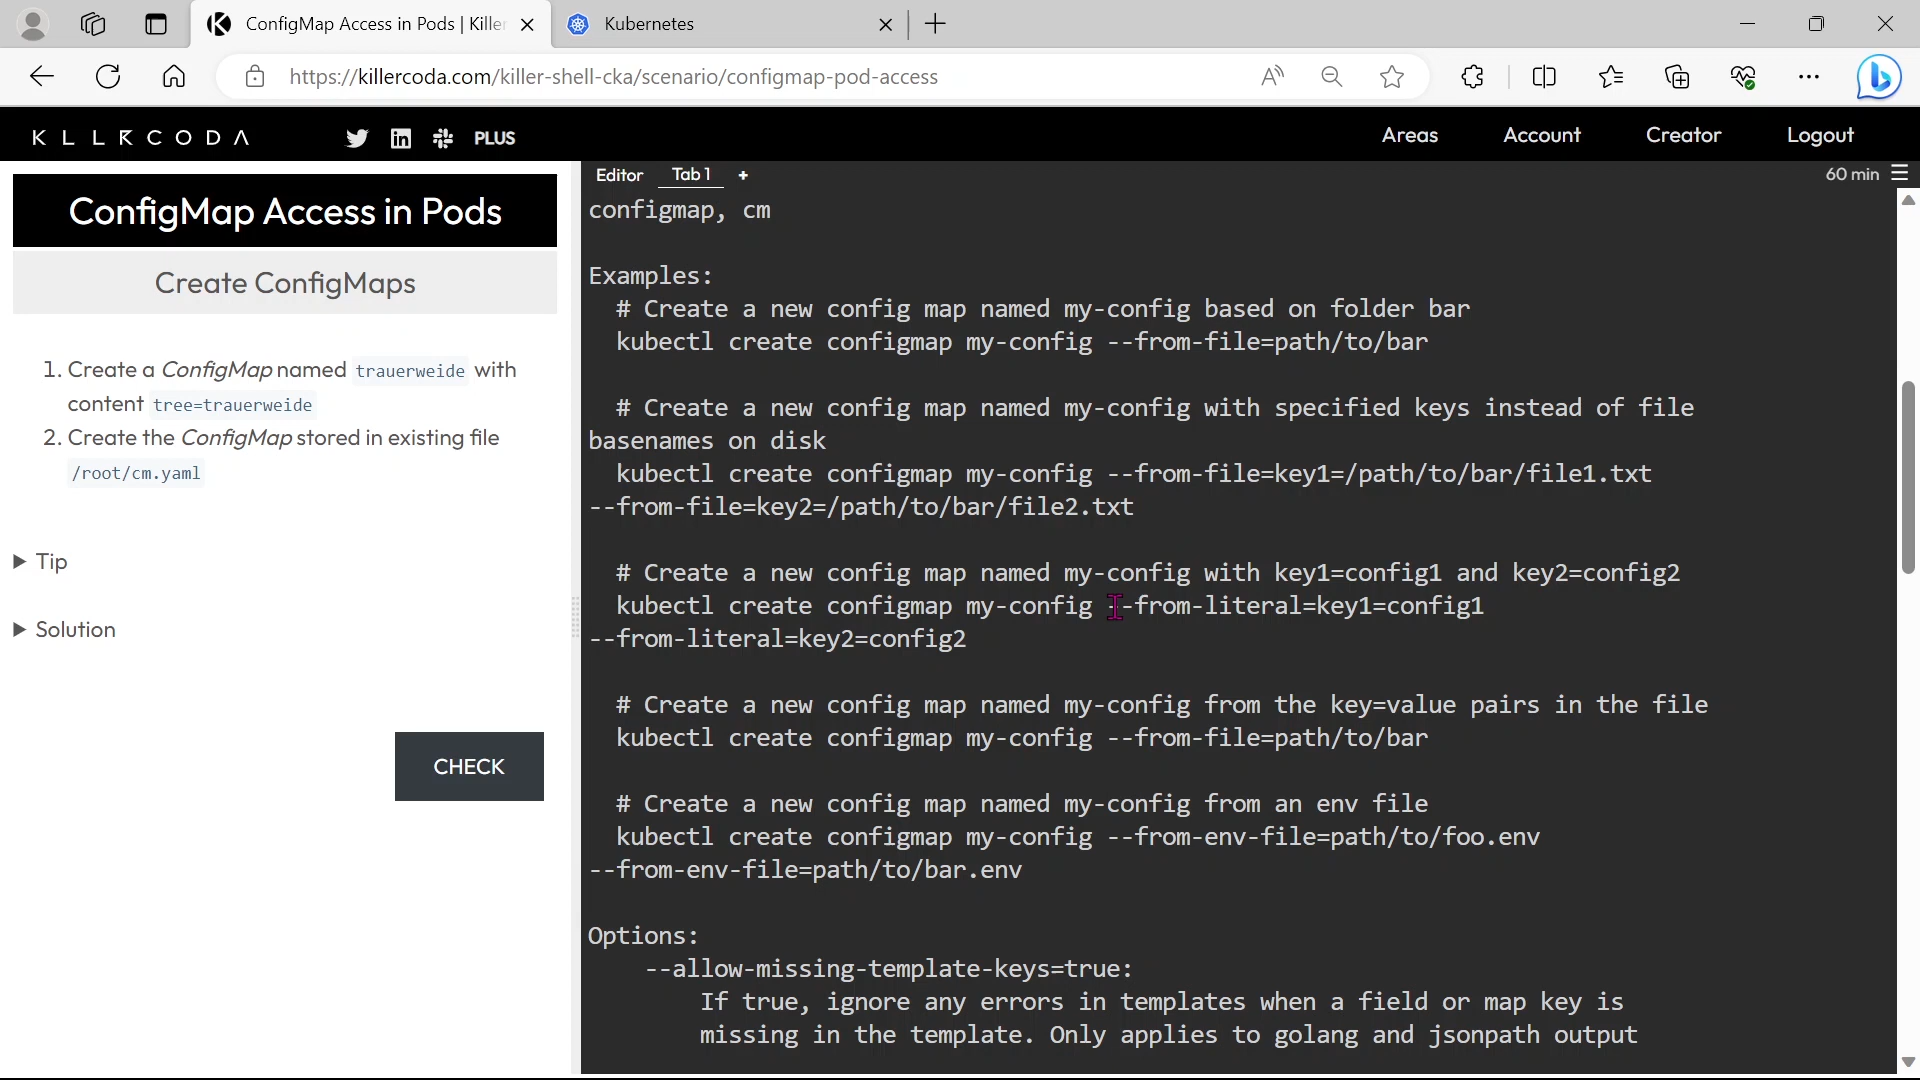 ConfigMap Access in Pods | Killer
Kubernetes
https://killercoda.com/killer-shell-cka/scenario/configmap-pod-access
KLLRCODA
PLUS
Areas
Account
Creator
Logout
ConfigMap Access in Pods
Create ConfigMaps
1. Create a ConfigMap named trauerweide with
content tree=trauerweide
2. Create the ConfigMap stored in existing file
/root/cm.yaml
Tip
Solution
CHECK
Editor
Tab 1
+
60 min
configmap, cm
Examples:
# Create a new config map named my-config based on folder bar
kubectl create configmap my-config --from-file=path/to/bar
# Create a new config map named my-config with specified keys instead of file
basenames on disk
kubectl create configmap my-config --from-file=key1=/path/to/bar/file1.txt
--from-file=key2=/path/to/bar/file2.txt
# Create a new config map named my-config with key1=config1 and key2=config2
kubectl create configmap my-config --from-literal=key1=config1
--from-literal=key2=config2
# Create a new config map named my-config from the key=value pairs in the file
kubectl create configmap my-config --from-file=path/to/bar
# Create a new config map named my-config from an env file
kubectl create configmap my-config --from-env-file=path/to/foo.env
--from-env-file=path/to/bar.env
Options:
--allow-missing-template-keys=true:
If true, ignore any errors in templates when a field or map key is
missing in the template. Only applies to golang and jsonpath output